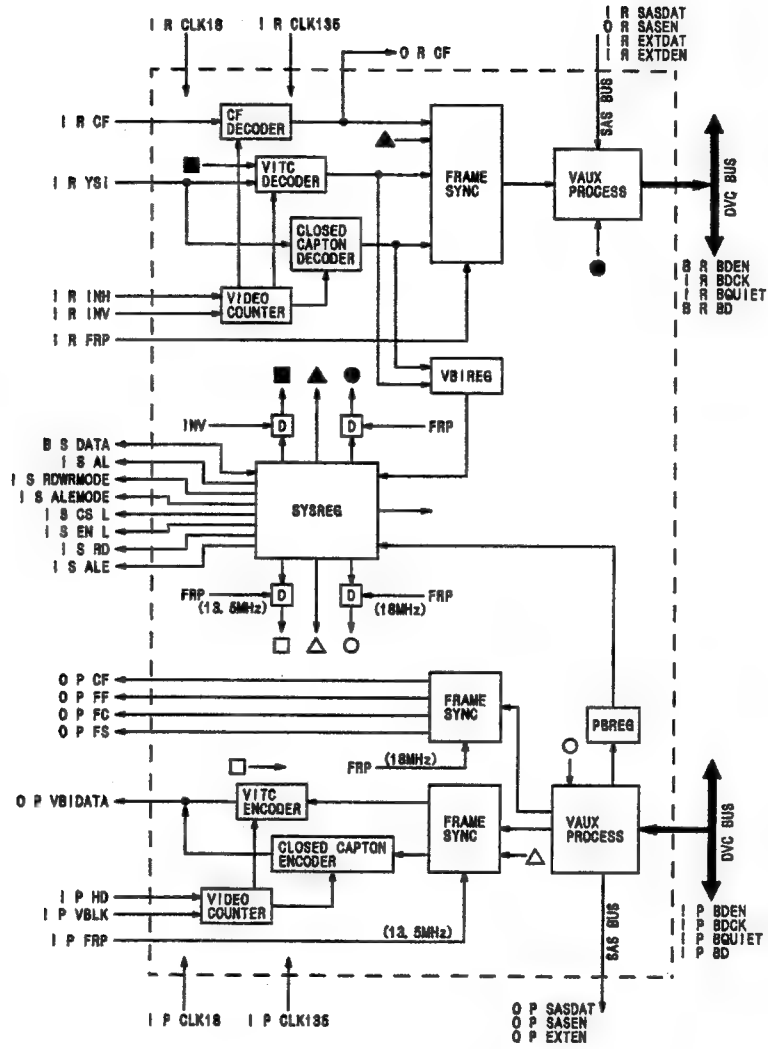 I R CLK18
I R CLK135
I R SASDAT
O R SASEN
I R EXTDAT
I R EXTDEN
O R CF
SAS BUS
I R CF
CF
DECODER
FRAME
SYNC
VAUX
PROCESS
DVC BUS
I R YSI
VITC
DECODER
CLOSED
CAPTON
DECODER
B R BDEN
I R BDCK
I R BQUIET
B R BD
I R INH
I R INV
VIDEO
COUNTER
I R FRP
VBIREG
INV
D
D
FRP
B S DATA
I S AL
I S RDWRMODE
I S ALEMODE
I S CS L
I S EN L
I S RD
I S ALE
SYSREG
FRP
(13.5MHz)
D
D
(18MHz)
FRP
O P CF
O P FF
O P FC
O P FS
FRAME
SYNC
PBREG
FRP
(18MHz)
O P VBIDATA
VITC
ENCODER
FRAME
SYNC
VAUX
PROCESS
DVC BUS
CLOSED CAPTON
ENCODER
I P HD
I P VBLK
VIDEO
COUNTER
I P FRP
(13.5MHz)
SAS BUS
I P BDEN
I P BDCK
I P BQUIET
I P BD
I P CLK18
I P CLK135
O P SASDAT
O P SASEN
O P EXTEN